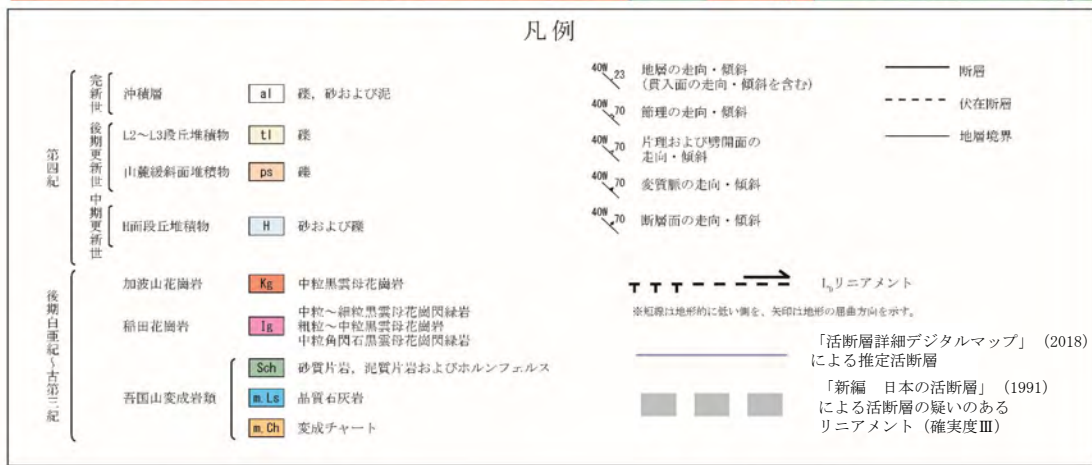 凡例
第四紀
完新世
沖積層
al
礫，砂および泥
後期更新世
L2～L3段丘堆積物
tl
礫
山麓緩斜面堆積物
ps
礫
中期更新世
H面段丘堆積物
H
砂および礫
後期白亜紀～古第三紀
加波山花崗岩
Kg
中粒黒雲母花崗岩
稲田花崗岩
Ig
中粒～細粒黒雲母花崗閃緑岩
粗粒～中粒黒雲母花崗岩
中粒角閃石黒雲母花崗閃緑岩
吾国山変成岩類
Sch
砂質片岩，泥質片岩およびホルンフェルス
m.Ls
晶質石灰岩
m.Ch
変成チャート
40W 23
地層の走向・傾斜
(貫入面の走向・傾斜を含む)
40W 70
節理の走向・傾斜
40W 70
片理および劈開面の
走向・傾斜
40W 70
変質脈の走向・傾斜
40W 70
断層面の走向・傾斜
断層
伏在断層
地層境界
LDリニアメント
※短線は地形的に低い側を、矢印は地形の屈曲方向を示す。
「活断層詳細デジタルマップ」（2018）
による推定活断層
「新編　日本の活断層」（1991）
による活断層の疑いのある
リニアメント（確実度Ⅲ）